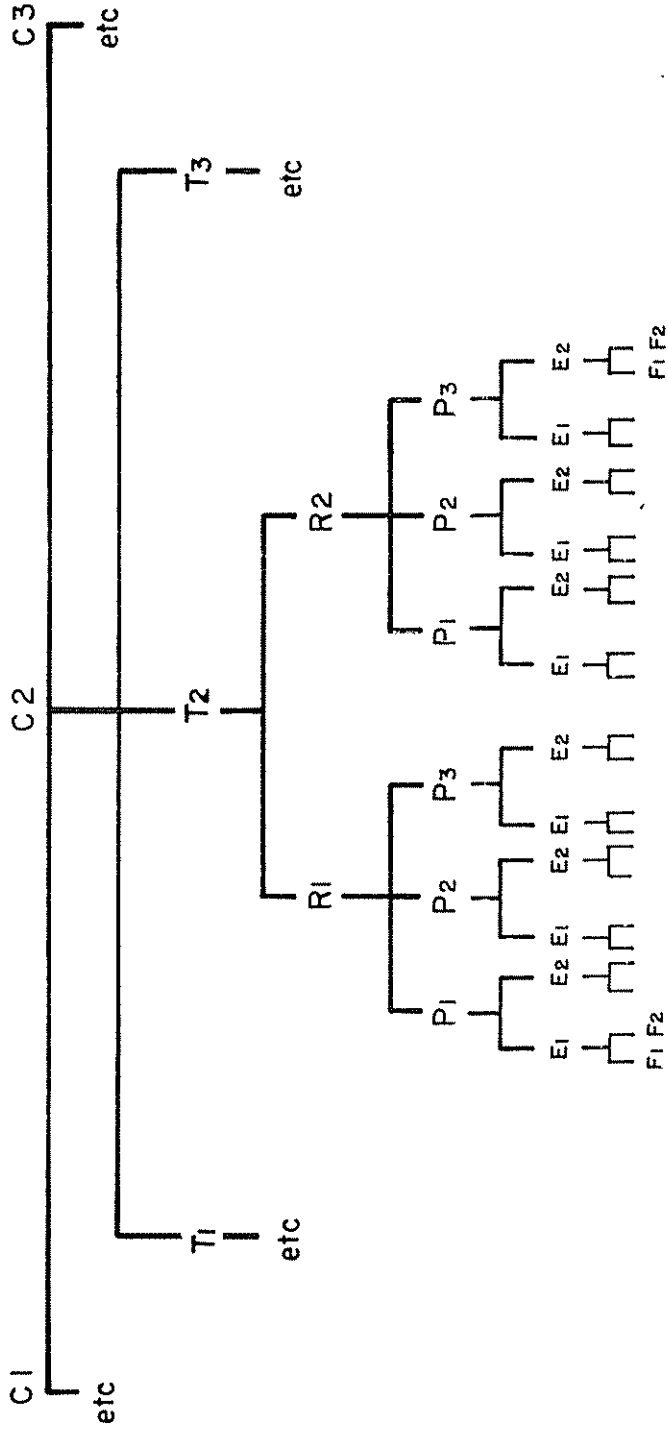 C1 C2 C3
etc etc
T1 T2 T3
etc etc
R1 R2
P1 P2 P3 P1 P2 P3
E1 E2 E1 E2 E1 E2 E1 E2 E1 E2 E1 E2
F1 F2 F1 F2